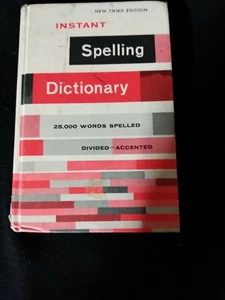 NEW THIRD EDITION
INSTANT
Spelling
Dictionary
25,000 WORDS SPELLED
DIVIDED—ACCENTED